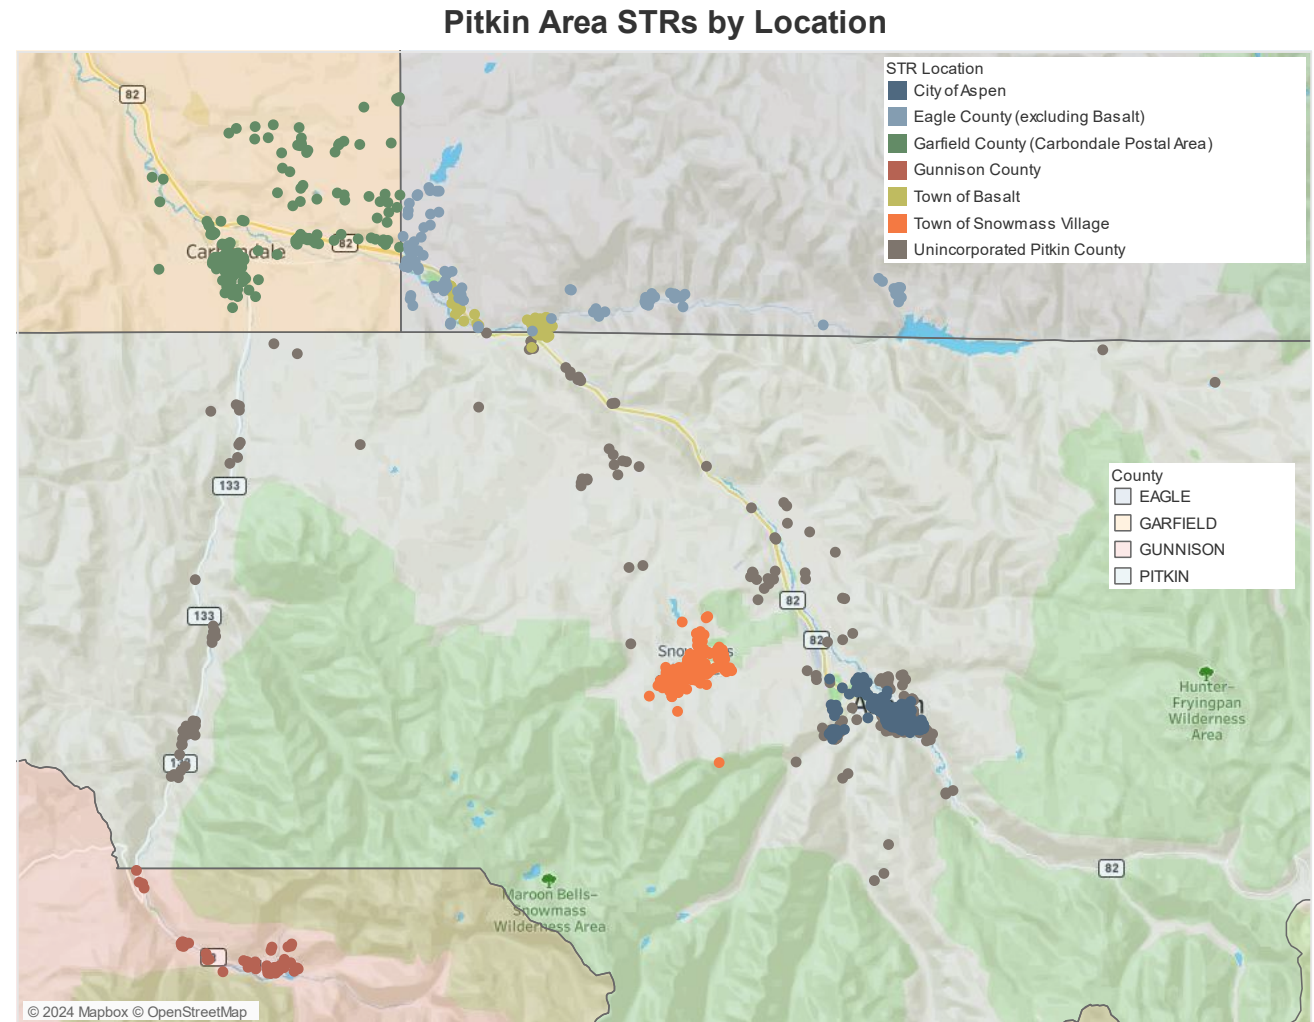 Pitkin Area STRs by Location
STR Location
City of Aspen
Eagle County (excluding Basalt)
Garfield County (Carbondale Postal Area)
Gunnison County
Town of Basalt
Town of Snowmass Village
Unincorporated Pitkin County
82
82
133
County
EAGLE
GARFIELD
GUNNISON
PITKIN
133
82
82
Hunter–
Fryingpan
Wilderness
Area
82
Maroon Bells–
Snowmass
Wilderness Area
© 2024 Mapbox © OpenStreetMap